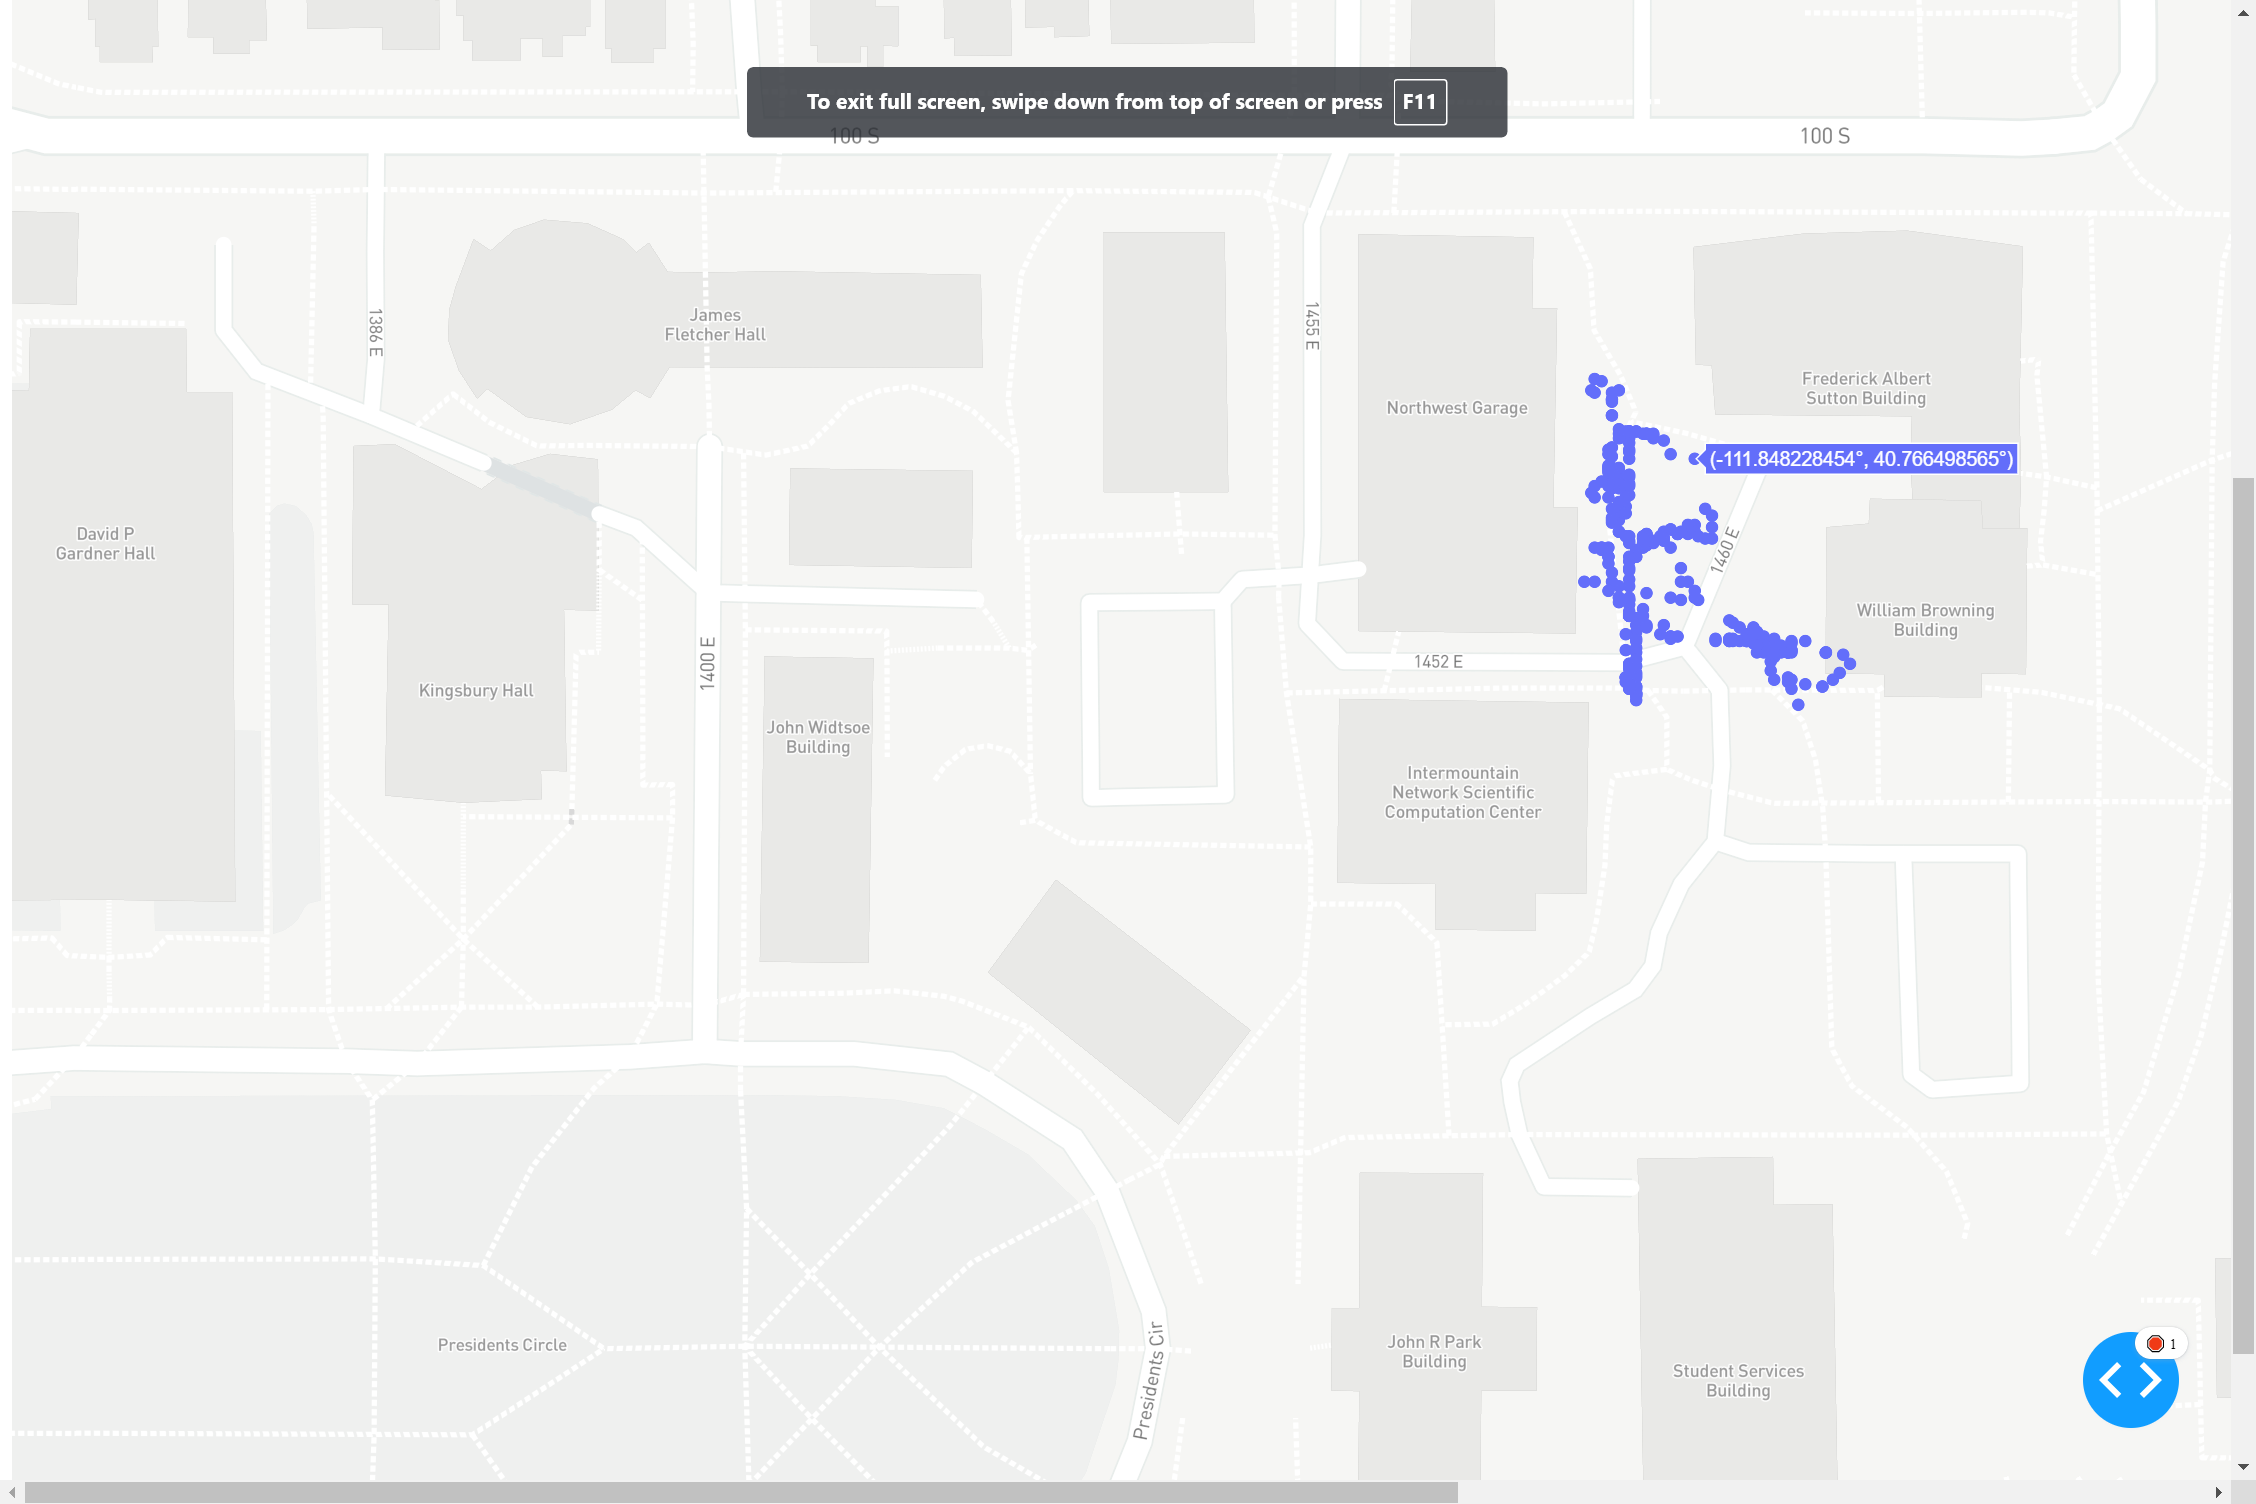 To exit full screen, swipe down from top of screen or press F11
100 S
100 S
1386 E
James
Fletcher Hall
1455 E
Northwest Garage
Frederick Albert
Sutton Building
(-111.848228454°, 40.766498565°)
David P
Gardner Hall
1460 E
William Browning
Building
1400 E
1452 E
Kingsbury Hall
John Widtsoe
Building
Intermountain
Network Scientific
Computation Center
Presidents Circle
Presidents Cir
John R Park
Building
Student Services
Building
1